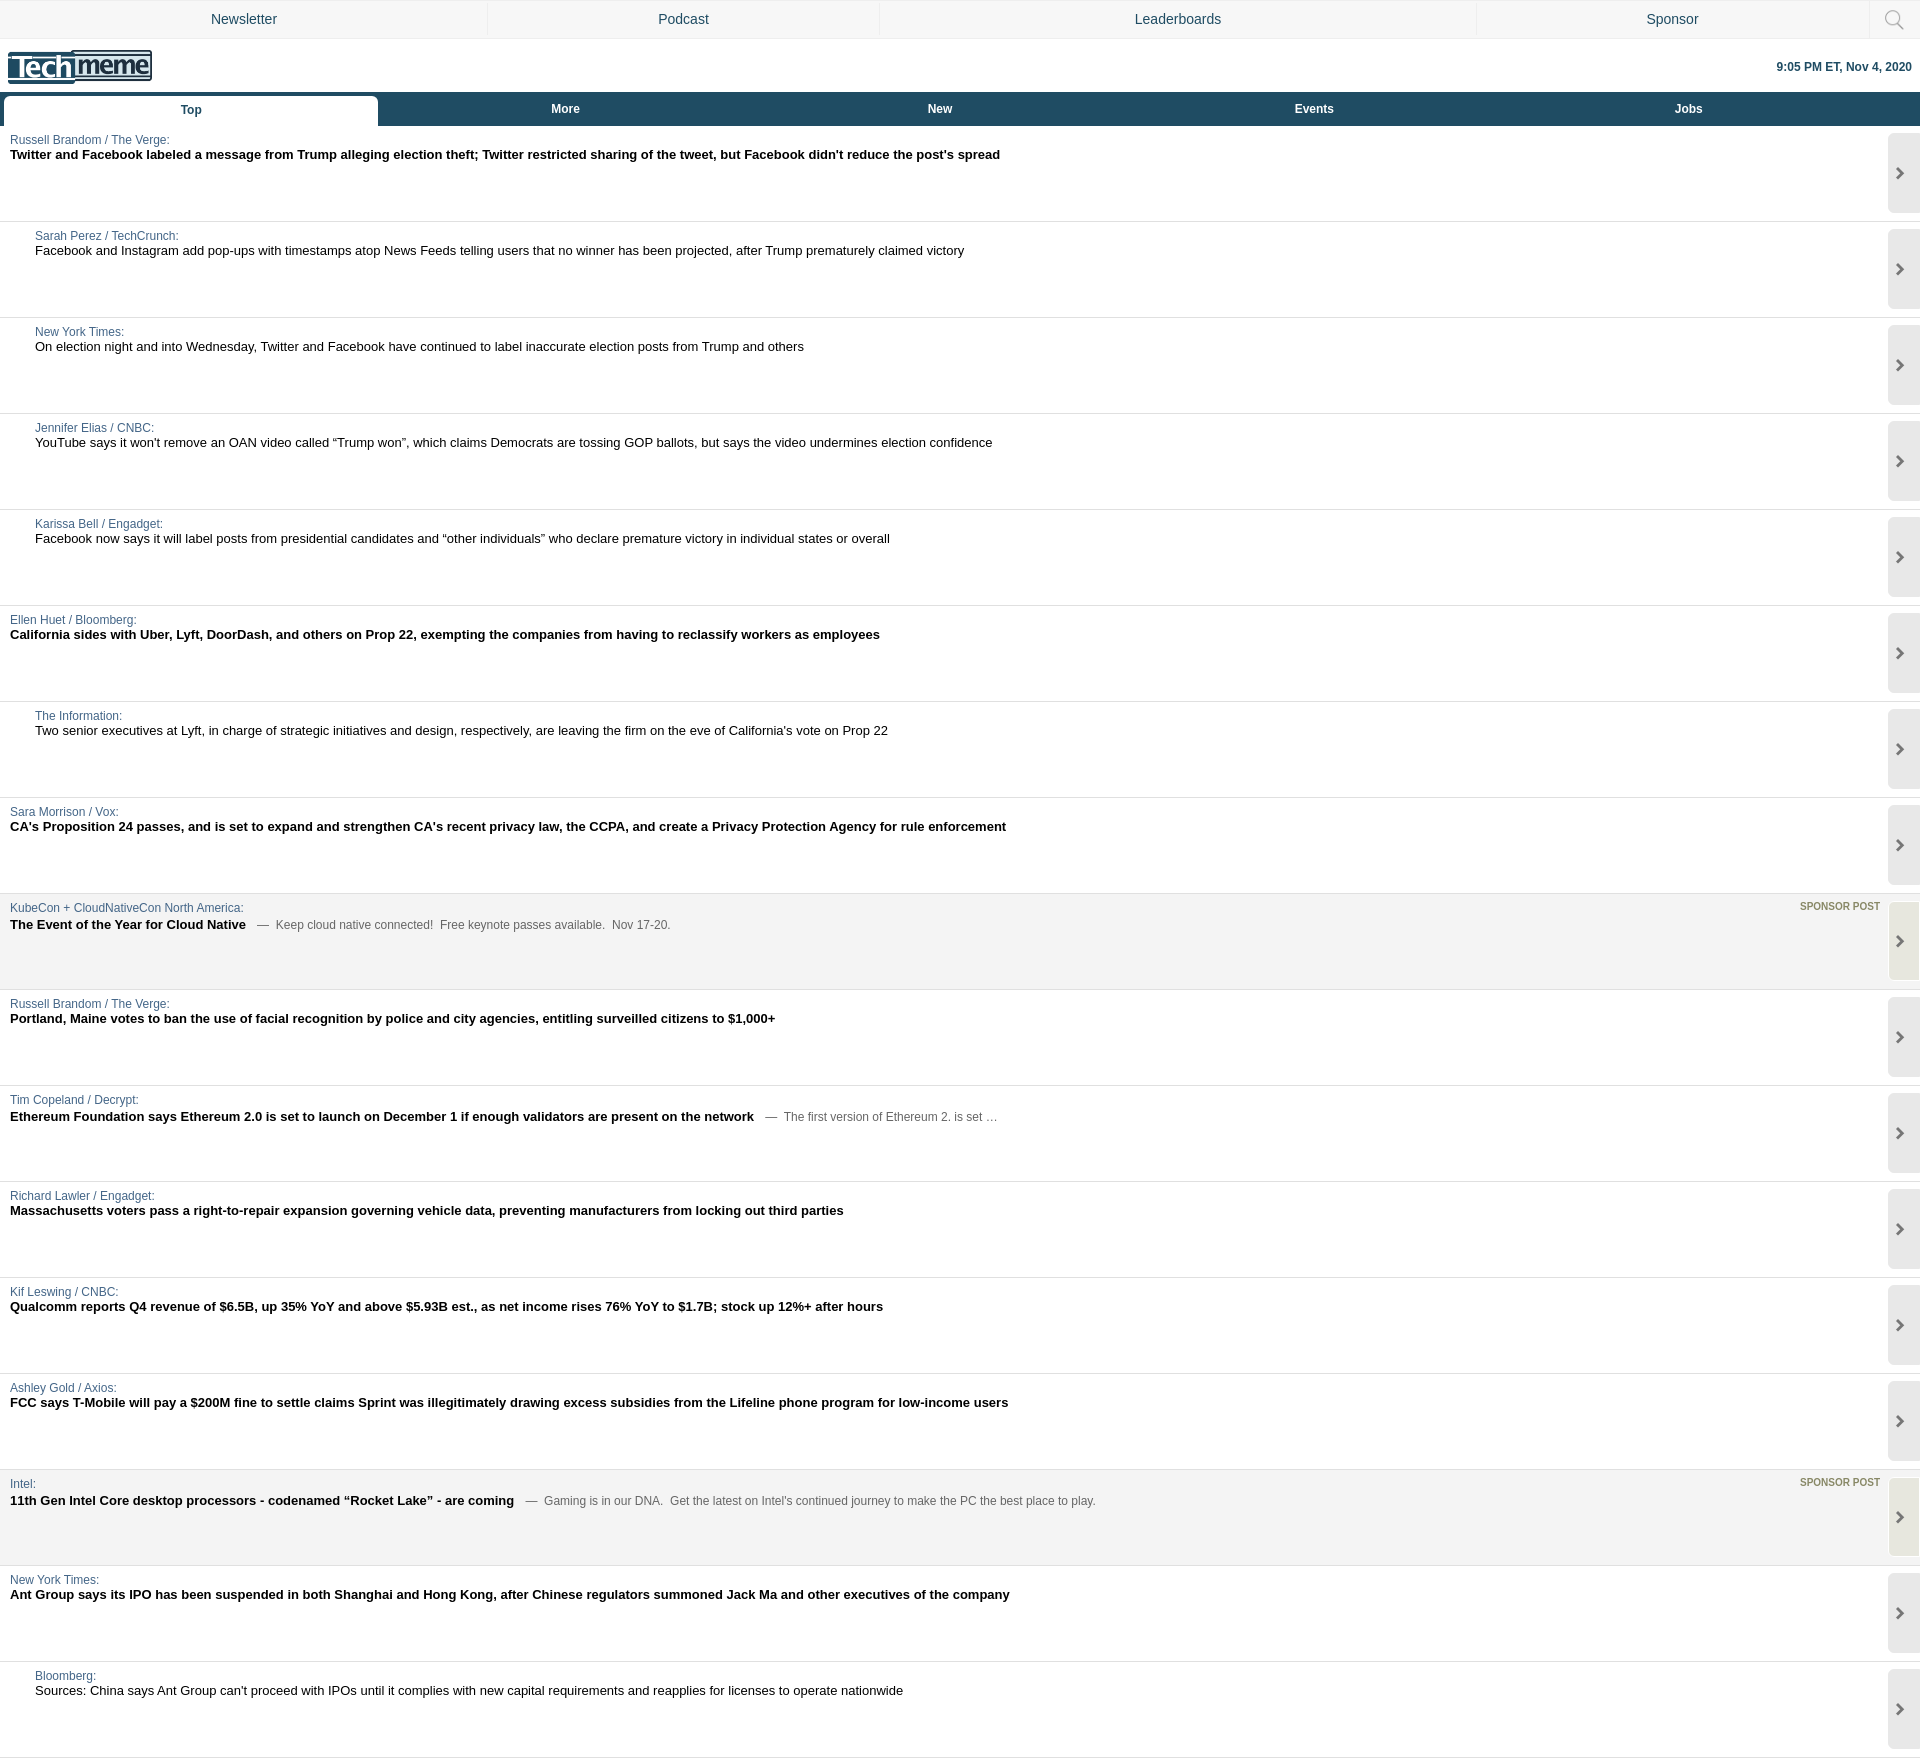 Newsletter Podcast Leaderboards Sponsor
Techmeme 9:05 PM ET, Nov 4, 2020
Top More New Events Jobs
Russell Brandom / The Verge:
Twitter and Facebook labeled a message from Trump alleging election theft; Twitter restricted sharing of the tweet, but Facebook didn't reduce the post's spread
Sarah Perez / TechCrunch:
Facebook and Instagram add pop-ups with timestamps atop News Feeds telling users that no winner has been projected, after Trump prematurely claimed victory
New York Times:
On election night and into Wednesday, Twitter and Facebook have continued to label inaccurate election posts from Trump and others
Jennifer Elias / CNBC:
YouTube says it won't remove an OAN video called “Trump won”, which claims Democrats are tossing GOP ballots, but says the video undermines election confidence
Karissa Bell / Engadget:
Facebook now says it will label posts from presidential candidates and “other individuals” who declare premature victory in individual states or overall
Ellen Huet / Bloomberg:
California sides with Uber, Lyft, DoorDash, and others on Prop 22, exempting the companies from having to reclassify workers as employees
The Information:
Two senior executives at Lyft, in charge of strategic initiatives and design, respectively, are leaving the firm on the eve of California's vote on Prop 22
Sara Morrison / Vox:
CA's Proposition 24 passes, and is set to expand and strengthen CA's recent privacy law, the CCPA, and create a Privacy Protection Agency for rule enforcement
KubeCon + CloudNativeCon North America: SPONSOR POST
The Event of the Year for Cloud Native — Keep cloud native connected! Free keynote passes available. Nov 17-20.
Russell Brandom / The Verge:
Portland, Maine votes to ban the use of facial recognition by police and city agencies, entitling surveilled citizens to $1,000+
Tim Copeland / Decrypt:
Ethereum Foundation says Ethereum 2.0 is set to launch on December 1 if enough validators are present on the network — The first version of Ethereum 2. is set …
Richard Lawler / Engadget:
Massachusetts voters pass a right-to-repair expansion governing vehicle data, preventing manufacturers from locking out third parties
Kif Leswing / CNBC:
Qualcomm reports Q4 revenue of $6.5B, up 35% YoY and above $5.93B est., as net income rises 76% YoY to $1.7B; stock up 12%+ after hours
Ashley Gold / Axios:
FCC says T-Mobile will pay a $200M fine to settle claims Sprint was illegitimately drawing excess subsidies from the Lifeline phone program for low-income users
Intel: SPONSOR POST
11th Gen Intel Core desktop processors - codenamed “Rocket Lake” - are coming — Gaming is in our DNA. Get the latest on Intel's continued journey to make the PC the best place to play.
New York Times:
Ant Group says its IPO has been suspended in both Shanghai and Hong Kong, after Chinese regulators summoned Jack Ma and other executives of the company
Bloomberg:
Sources: China says Ant Group can't proceed with IPOs until it complies with new capital requirements and reapplies for licenses to operate nationwide